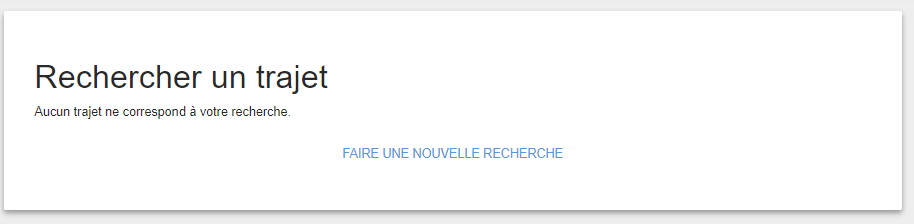 Rechercher un trajet
Aucun trajet ne correspond à votre recherche.
FAIRE UNE NOUVELLE RECHERCHE